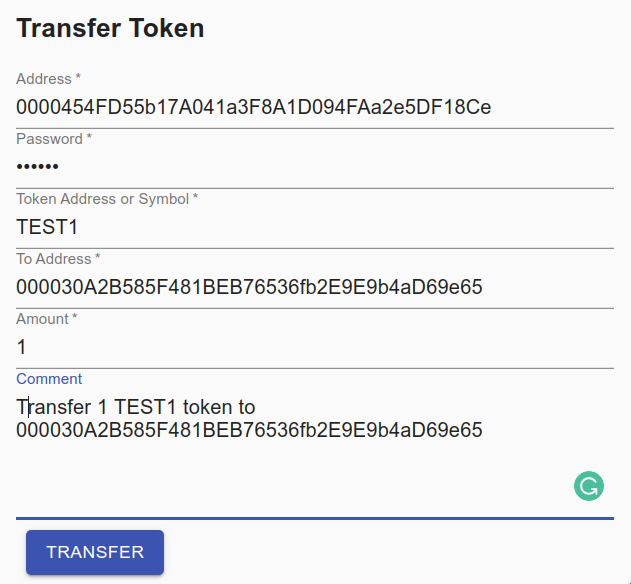 Transfer Token
Address *
0000454FD55b17A041a3F8A1D094FAa2e5DF18Ce
Password *
••••••
Token Address or Symbol *
TEST1
To Address *
000030A2B585F481BEB76536fb2E9E9b4aD69e65
Amount *
1
Comment
Transfer 1 TEST1 token to
000030A2B585F481BEB76536fb2E9E9b4aD69e65
TRANSFER